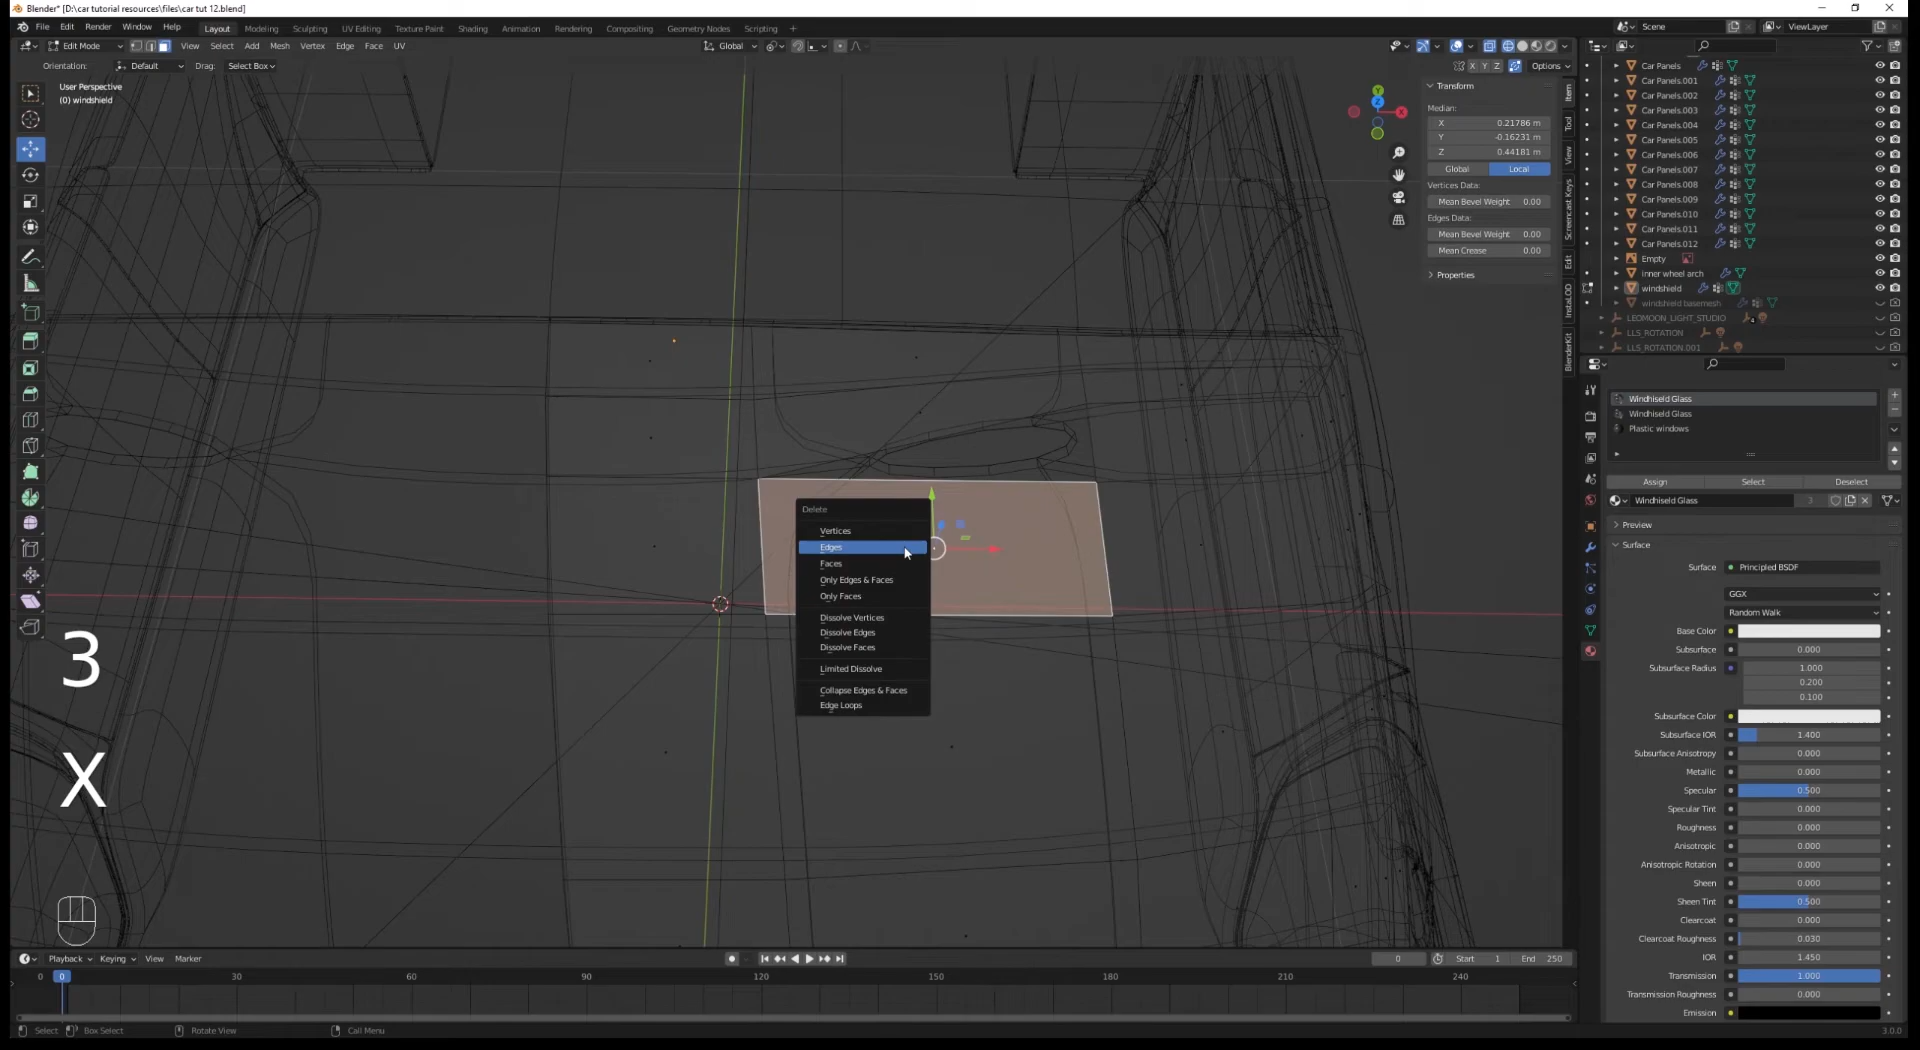 Blender* [D:\car tutorial resources\files\car tut 12.blend]
File Edit Render Window Help Layout Modeling Sculpting UV Editing Texture Paint Shading Animation Rendering Compositing Geometry Nodes Scripting Scene ViewLayer
Edit Mode View Select Add Mesh Vertex Edge Face UV Global
Orientation: Default Drag: Select Box X Y Z Options
User Perspective
(0) windshield
Transform
Median:
X 0.21786 m
Y -0.16231 m
Z 0.44181 m
Global Local
Vertices Data:
Mean Bevel Weight 0.00
Edges Data:
Mean Bevel Weight 0.00
Mean Crease 0.00
Properties
Item
Tool
View
Screencast Keys
Edit
InstaLOD
BlenderKit
Car Panels
Car Panels.001
Car Panels.002
Car Panels.003
Car Panels.004
Car Panels.005
Car Panels.006
Car Panels.007
Car Panels.008
Car Panels.009
Car Panels.010
Car Panels.011
Car Panels.012
Empty
inner wheel arch
windshield
windshield basemesh
LEOMOON_LIGHT_STUDIO
LLS_ROTATION
LLS_ROTATION.001
Windhiseld Glass
Windhiseld Glass
Plastic windows
Assign Select Deselect
Windhiseld Glass 3
Preview
Surface
Surface Principled BSDF
GGX
Random Walk
Base Color
Subsurface 0.000
Subsurface Radius 1.000
0.200
0.100
Subsurface Color
Subsurface IOR 1.400
Subsurface Anisotropy 0.000
Metallic 0.000
Specular 0.500
Specular Tint 0.000
Roughness 0.000
Anisotropic 0.000
Anisotropic Rotation 0.000
Sheen 0.000
Sheen Tint 0.500
Clearcoat 0.000
Clearcoat Roughness 0.030
IOR 1.450
Transmission 1.000
Transmission Roughness 0.000
Emission
Delete
Vertices
Edges
Faces
Only Edges & Faces
Only Faces
Dissolve Vertices
Dissolve Edges
Dissolve Faces
Limited Dissolve
Collapse Edges & Faces
Edge Loops
3
X
Playback Keying View Marker 0 Start 1 End 250
0 0 30 60 90 120 150 180 210 240
Select Box Select Rotate View Call Menu 3.0.0